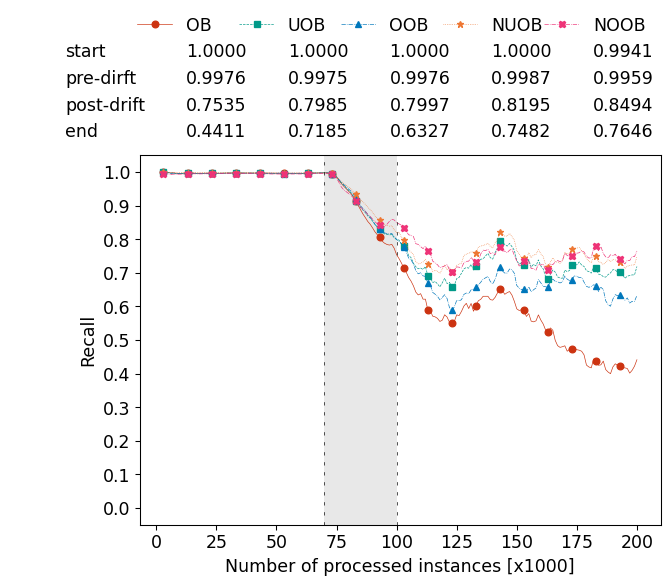 OB UOB OOB NUOB NOOB
start 1.0000 1.0000 1.0000 1.0000 0.9941
pre-dirft 0.9976 0.9975 0.9976 0.9987 0.9959
post-drift 0.7535 0.7985 0.7997 0.8195 0.8494
end 0.4411 0.7185 0.6327 0.7482 0.7646
1.0
0.9
0.8
0.7
0.6
0.5
0.4
0.3
0.2
0.1
0.0
Recall
0 25 50 75 100 125 150 175 200
Number of processed instances [x1000]